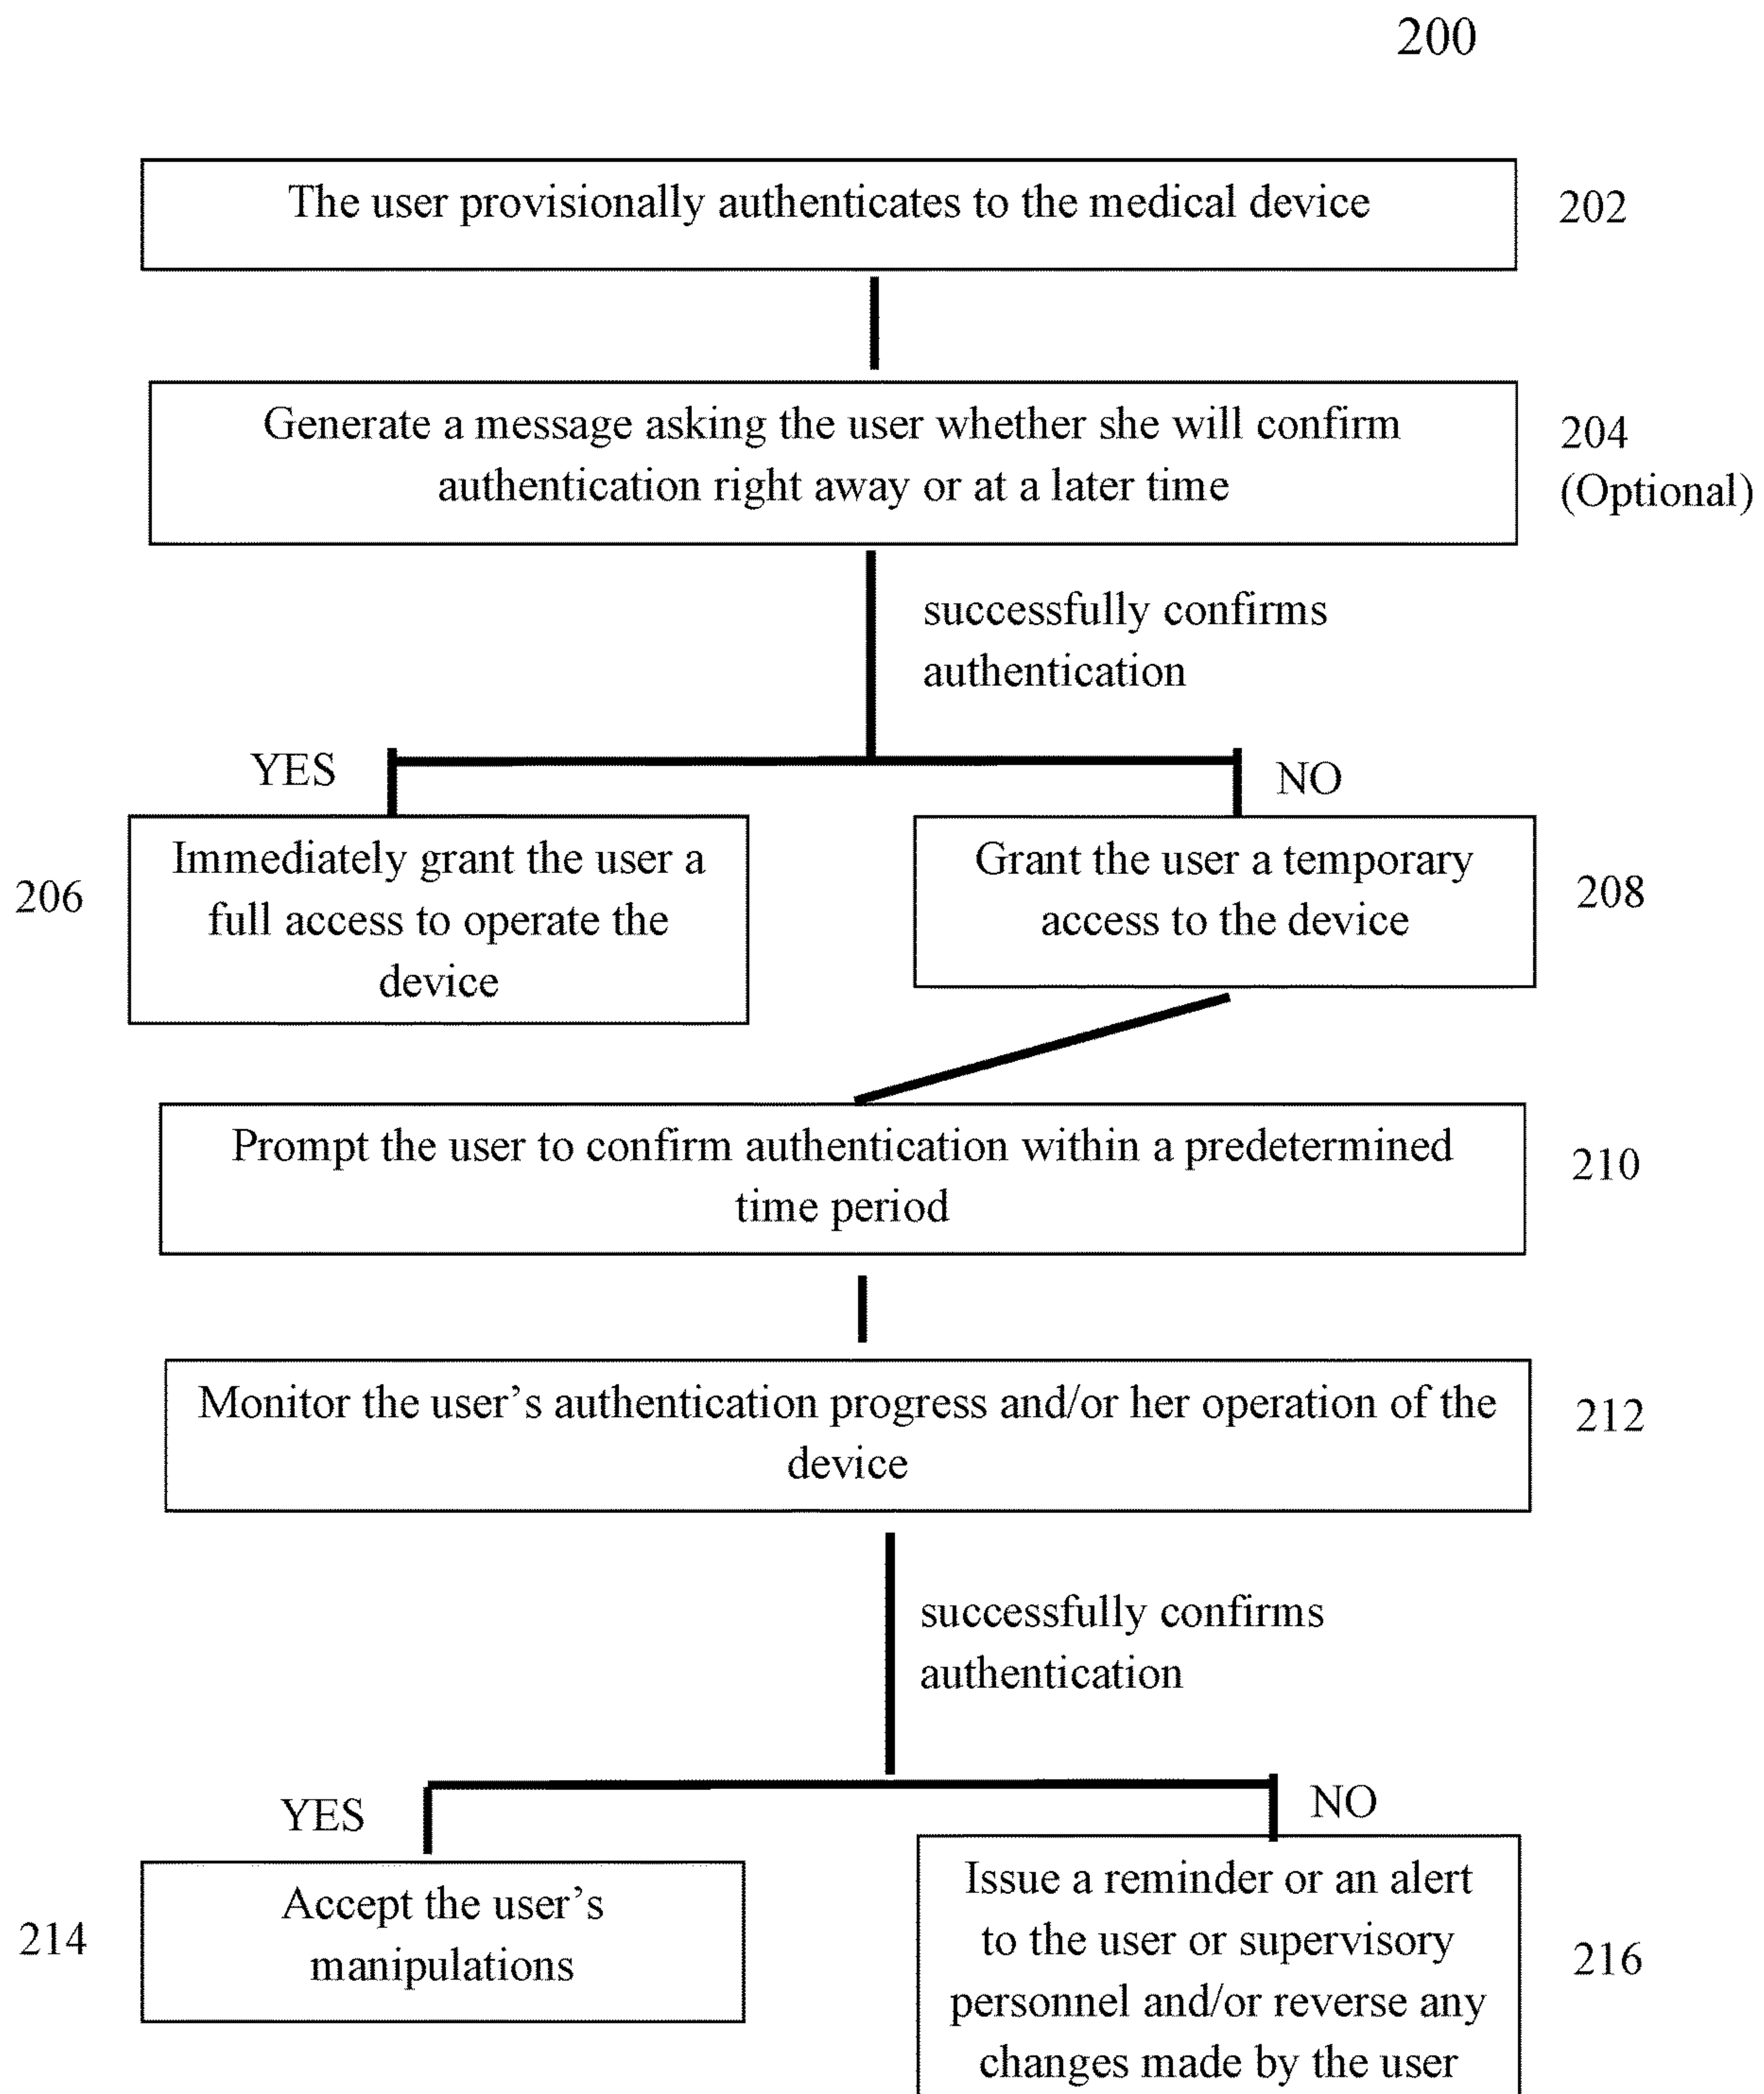 200
The user provisionally authenticates to the medical device
202
Generate a message asking the user whether she will confirm
authentication right away or at a later time
204
(Optional)
successfully confirms
authentication
YES
NO
206
Immediately grant the user a
full access to operate the
device
Grant the user a temporary
access to the device
208
Prompt the user to confirm authentication within a predetermined
time period
210
Monitor the user’s authentication progress and/or her operation of the
device
212
successfully confirms
authentication
YES
NO
214
Accept the user’s
manipulations
Issue a reminder or an alert
to the user or supervisory
personnel and/or reverse any
changes made by the user
216